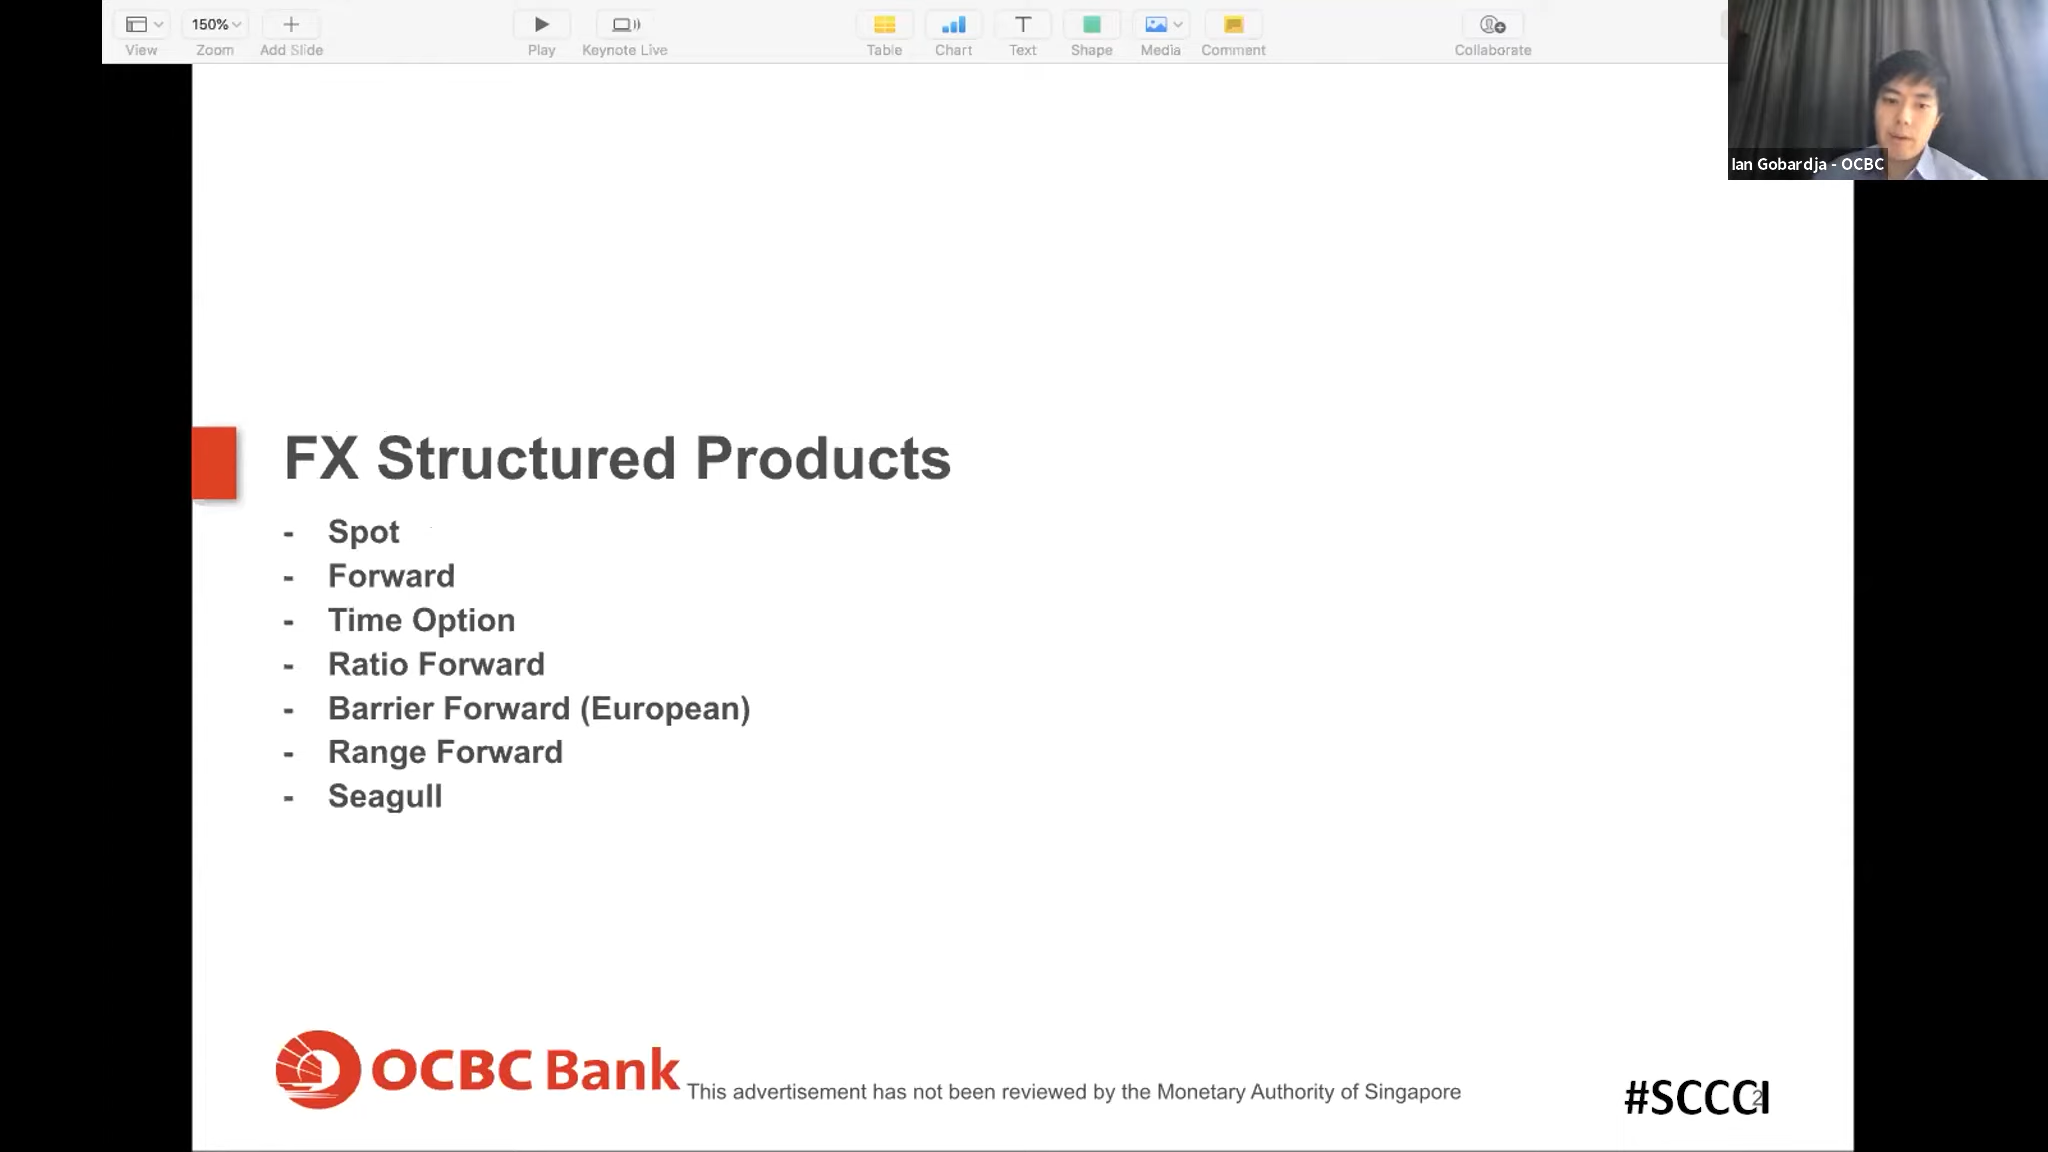 150%
View Zoom Add Slide Play Keynote Live Table Chart Text Shape Media Comment Collaborate
Ian Gobardja - OCBC
FX Structured Products
- Spot
- Forward
- Time Option
- Ratio Forward
- Barrier Forward (European)
- Range Forward
- Seagull
OCBC Bank
This advertisement has not been reviewed by the Monetary Authority of Singapore
#SCCCI
2